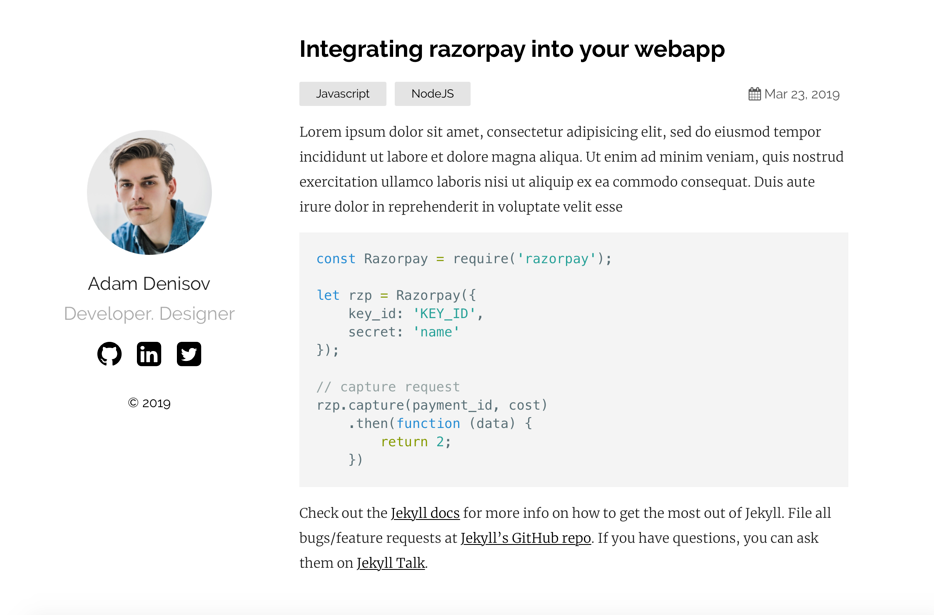 Integrating razorpay into your webapp
Javascript NodeJS Mar 23, 2019
Lorem ipsum dolor sit amet, consectetur adipisicing elit, sed do eiusmod tempor
incididunt ut labore et dolore magna aliqua. Ut enim ad minim veniam, quis nostrud
exercitation ullamco laboris nisi ut aliquip ex ea commodo consequat. Duis aute
irure dolor in reprehenderit in voluptate velit esse
const Razorpay = require('razorpay');
let rzp = Razorpay({
    key_id: 'KEY_ID',
    secret: 'name'
});
// capture request
rzp.capture(payment_id, cost)
    .then(function (data) {
        return 2;
    })
Check out the Jekyll docs for more info on how to get the most out of Jekyll. File all
bugs/feature requests at Jekyll’s GitHub repo. If you have questions, you can ask
them on Jekyll Talk.
Adam Denisov
Developer. Designer
in
© 2019